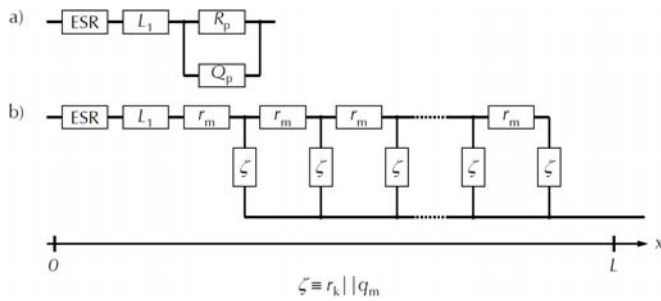 a) ESR L₁ Rₚ
Qₚ
b) ESR L₁ rₘ rₘ rₘ rₘ
ζ ζ ζ ζ ζ
x
0 L
ζ ≡ rₖ||qₘ